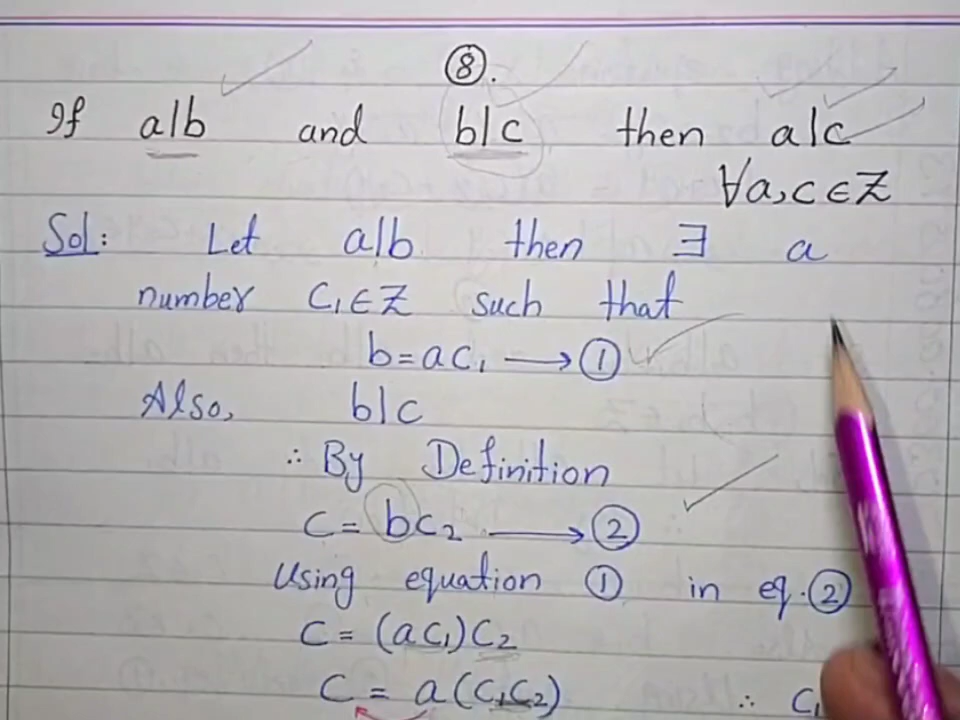 ⑧.
If a|b and b|c then a|c
∀a,c∈Z
Sol: Let a|b then ∃ a
number C₁∈Z such that
b=ac₁ ⟶ ①
Also, b|c
∴ By Definition
C = bc₂ ⟶ ②
Using equation ① in eq.②
C = (ac₁)C₂
C = a(C₁C₂) ∴ C₁